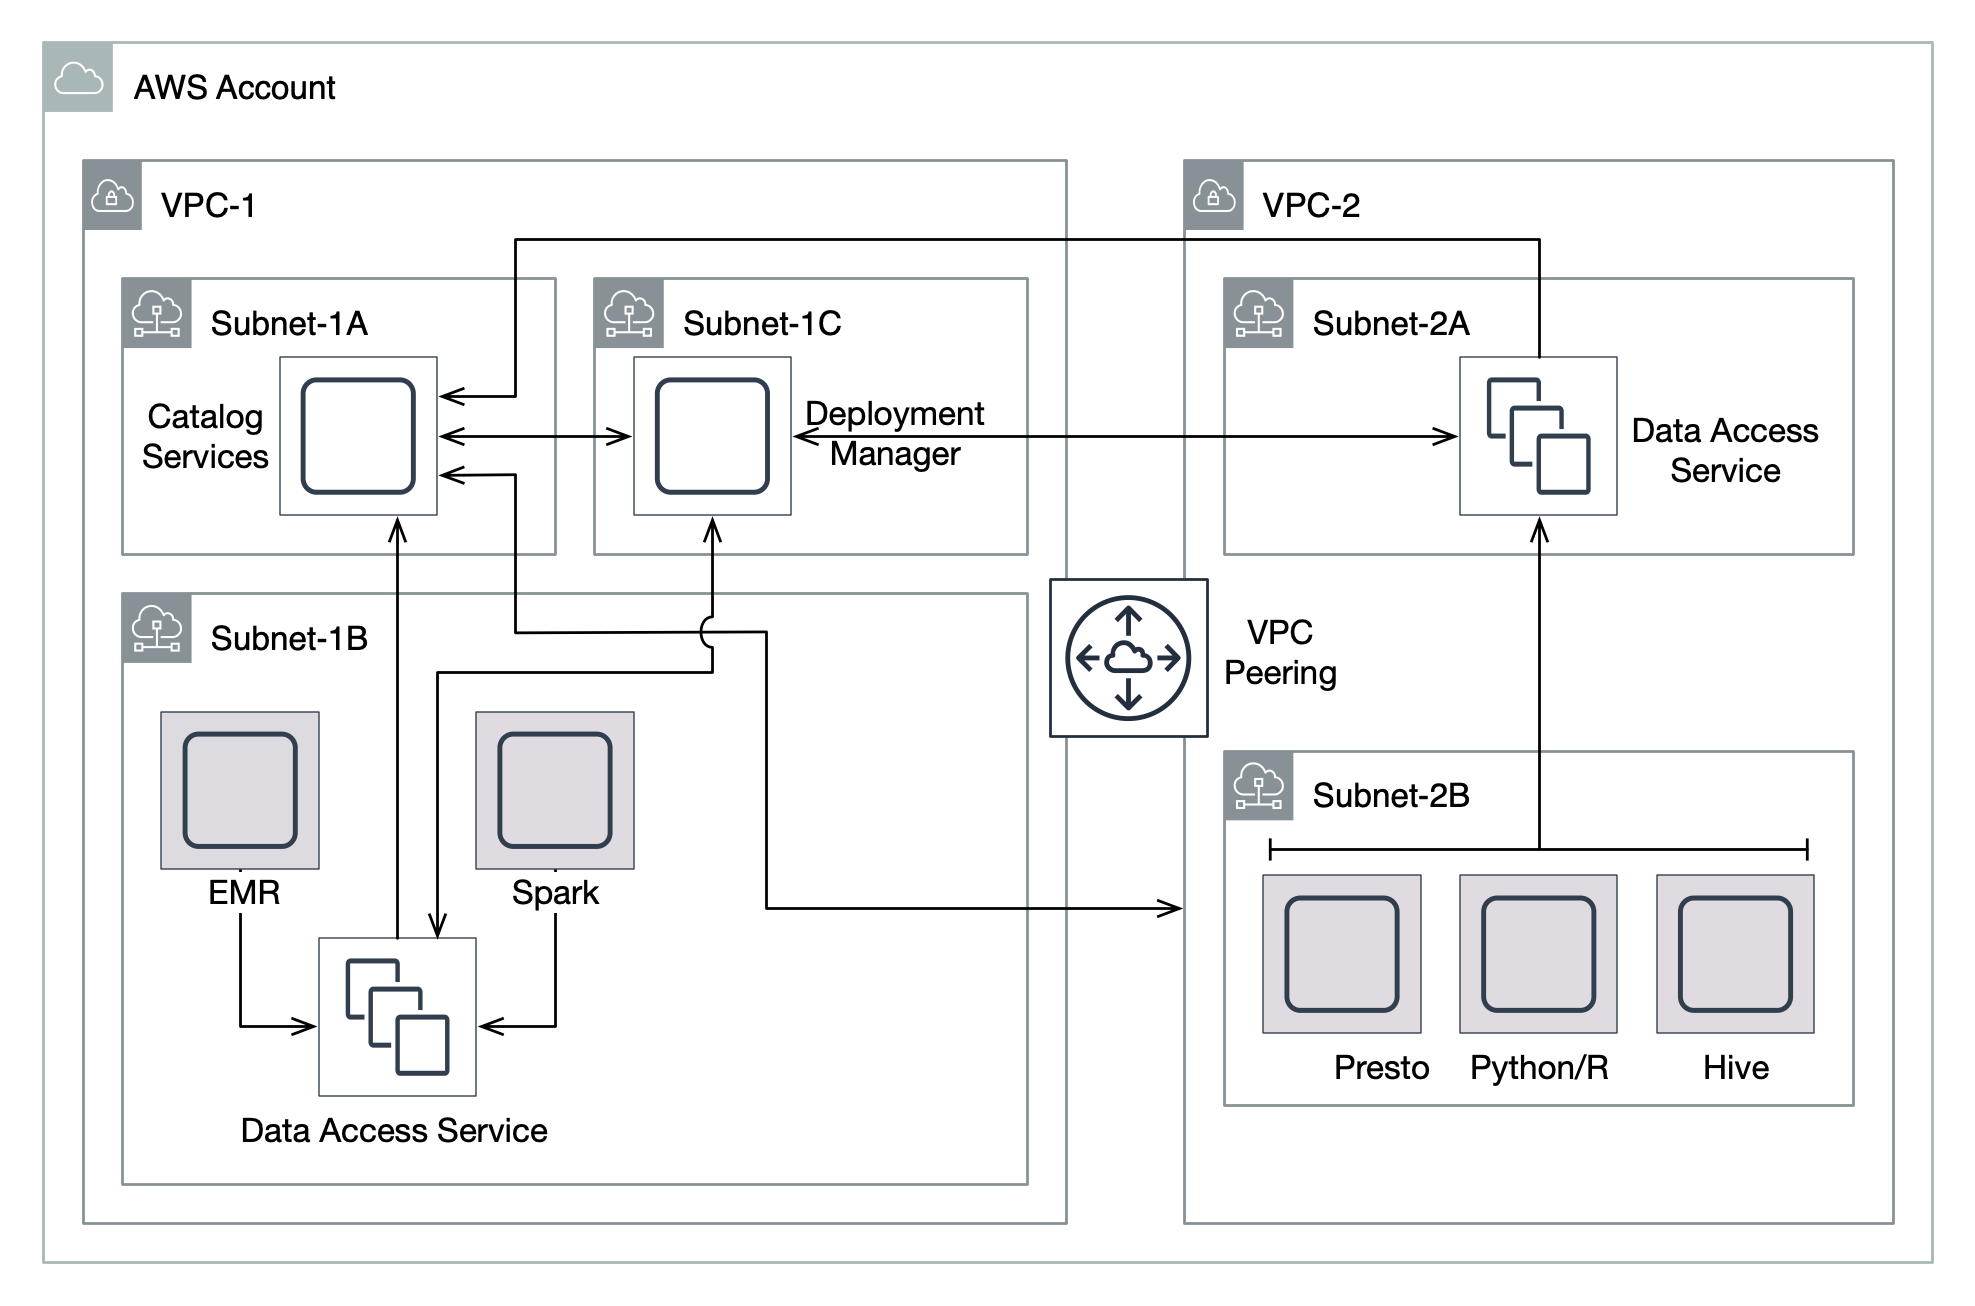 AWS Account
VPC-1
VPC-2
Subnet-1A
Subnet-1C
Subnet-2A
Catalog
Services
Deployment
Manager
Data Access
Service
Subnet-1B
VPC
Peering
EMR
Spark
Data Access Service
Subnet-2B
Presto
Python/R
Hive